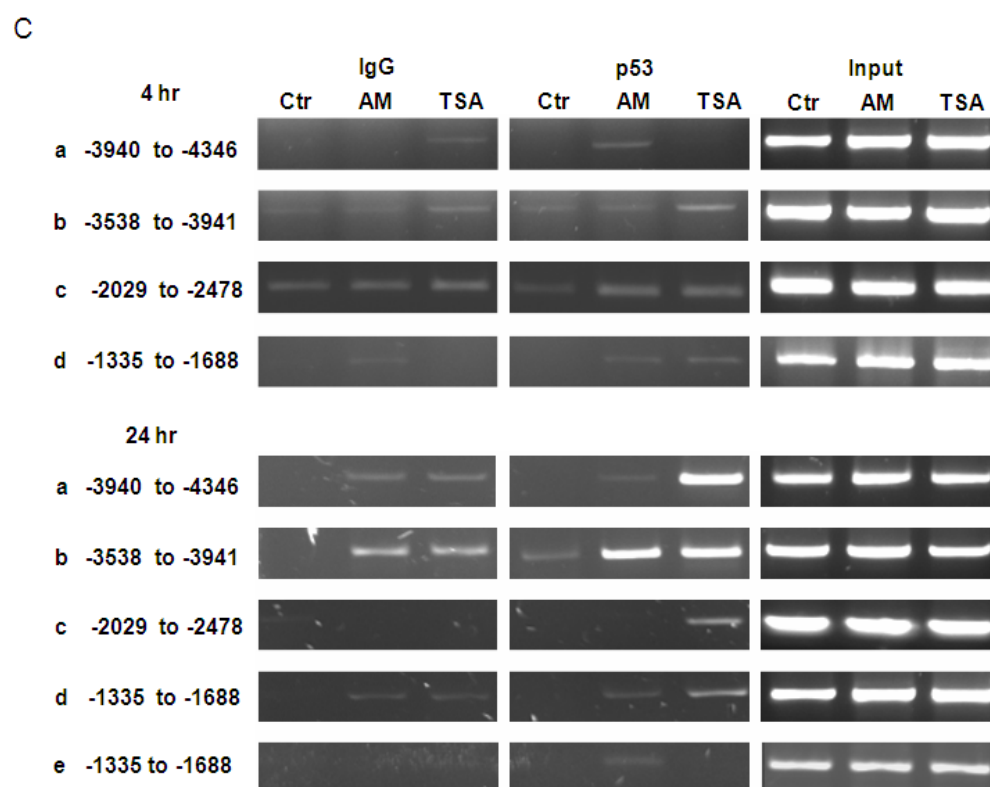 C
IgG p53 Input
4 hr
Ctr AM TSA Ctr AM TSA Ctr AM TSA
a -3940 to -4346
b -3538 to -3941
c -2029 to -2478
d -1335 to -1688
24 hr
a -3940 to -4346
b -3538 to -3941
c -2029 to -2478
d -1335 to -1688
e -1335 to -1688